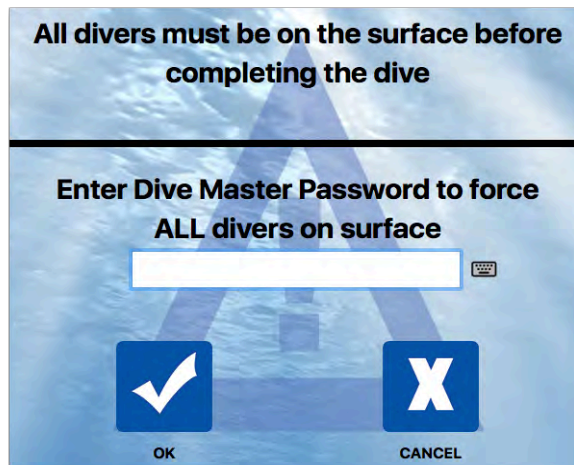 All divers must be on the surface before
completing the dive
Enter Dive Master Password to force
ALL divers on surface
OK
CANCEL